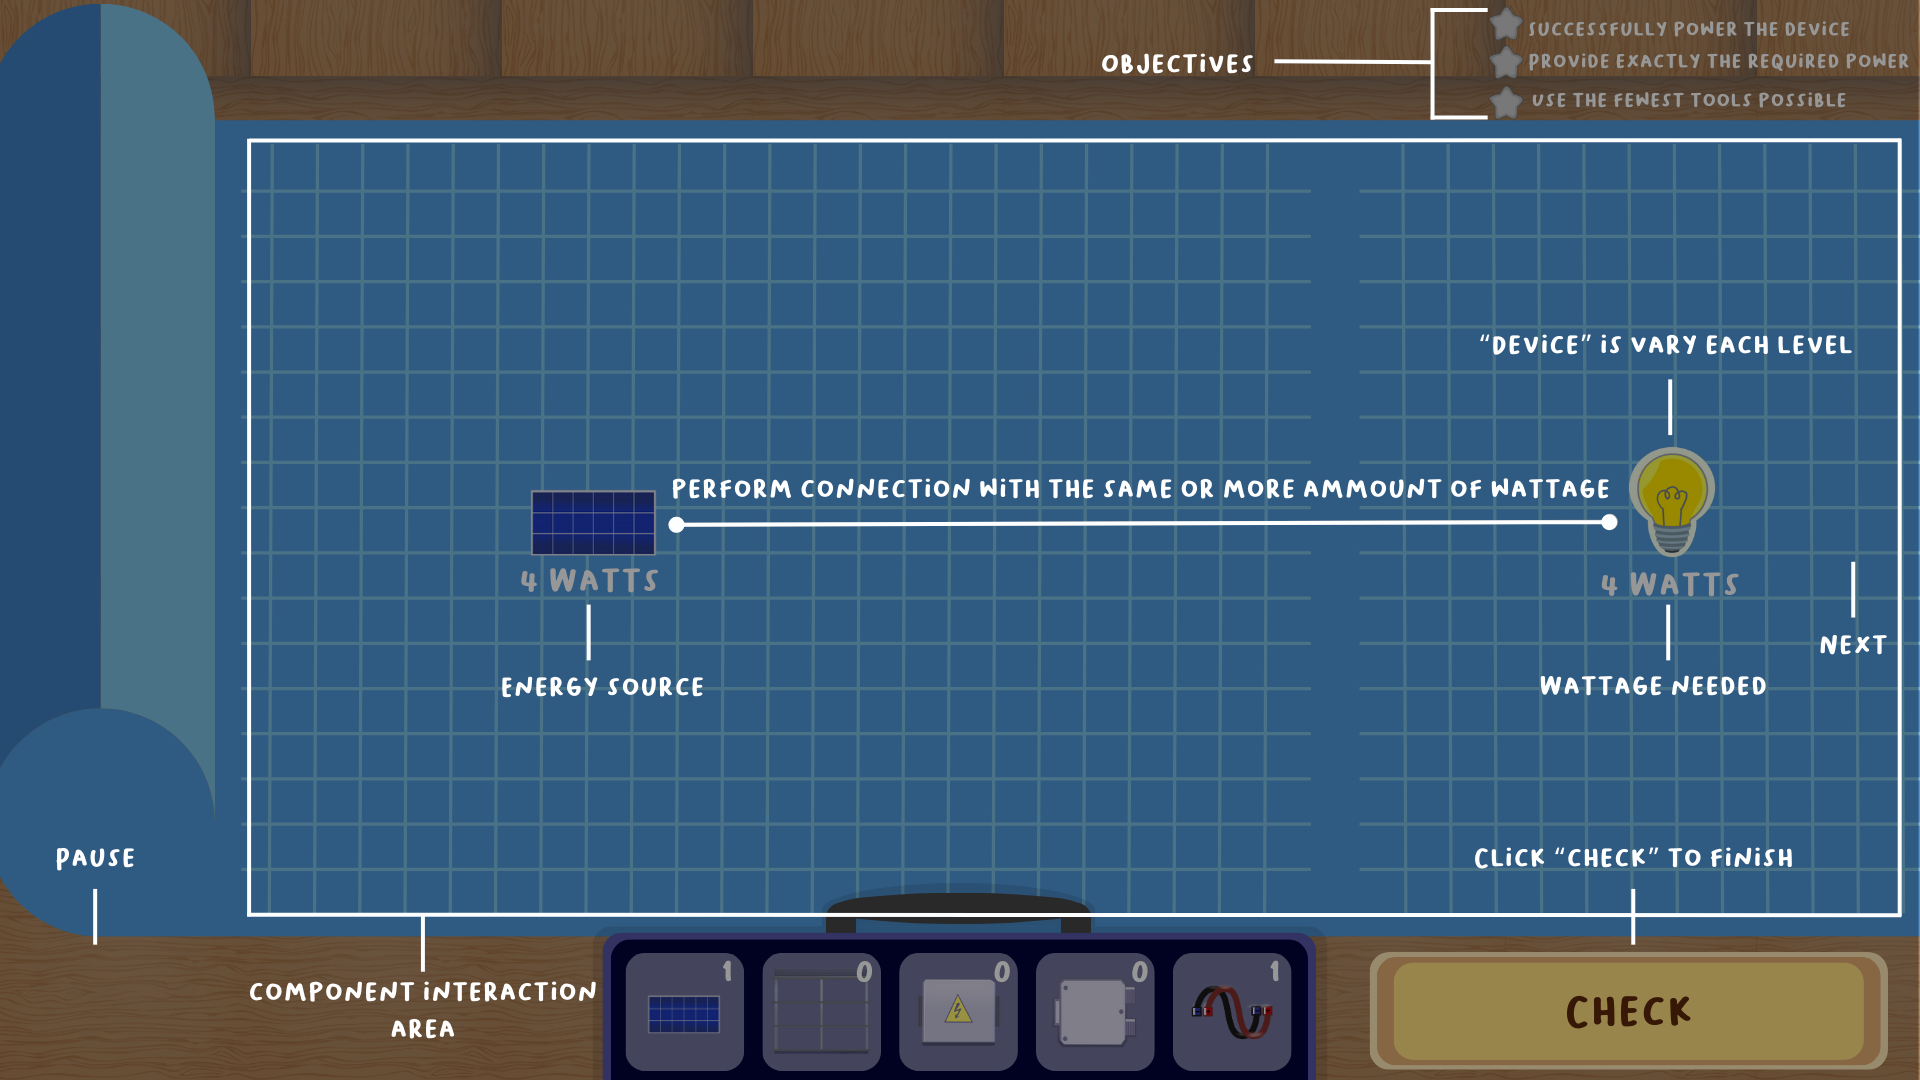 SUCCESSFULLY POWER THE DEVICE
OBJECTIVES
PROVIDE EXACTLY THE REQUIRED POWER
USE THE FEWEST TOOLS POSSIBLE
“DEVICE” IS VARY EACH LEVEL
PERFORM CONNECTION WITH THE SAME OR MORE AMMOUNT OF WATTAGE
4 WATTS
4 WATTS
NEXT
ENERGY SOURCE
WATTAGE NEEDED
PAUSE
CLICK “CHECK” TO FINISH
1
0
0
0
1
COMPONENT INTERACTION
AREA
CHECK